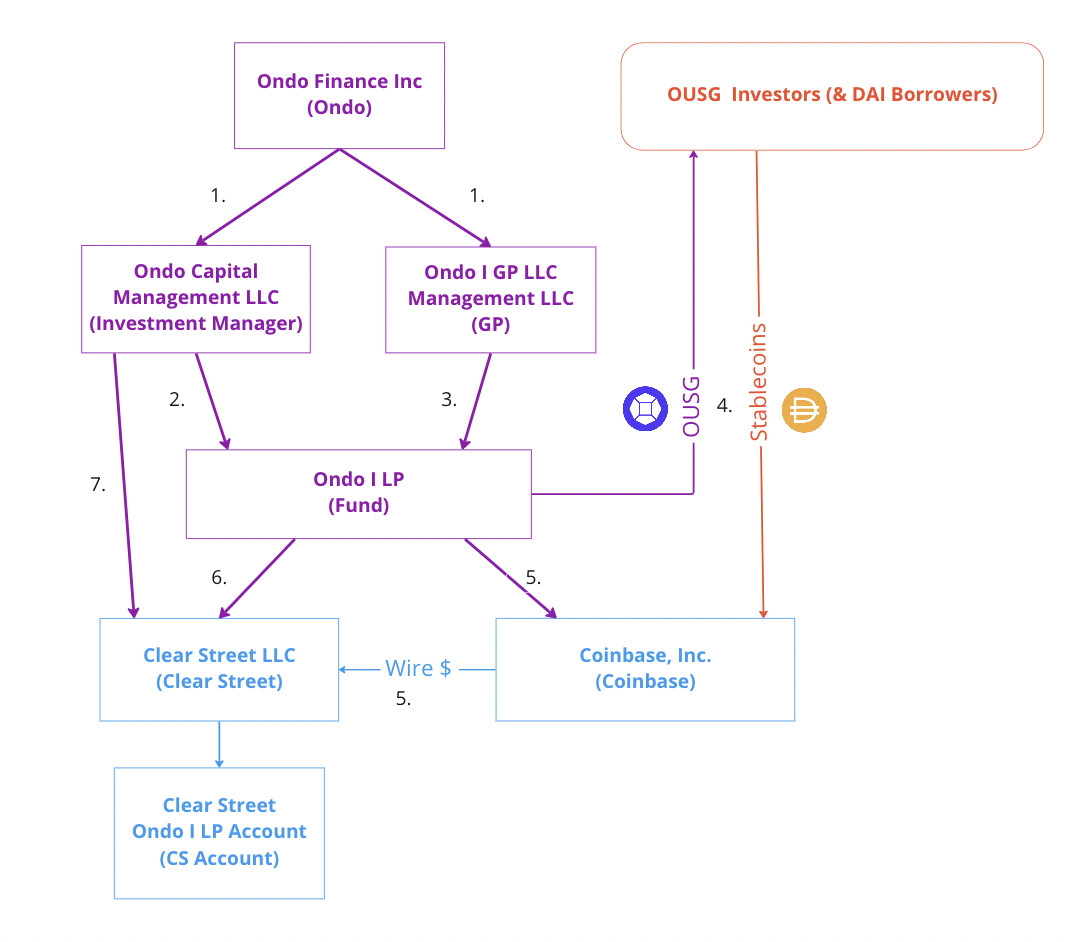 Ondo Finance Inc
(Ondo)
OUSG  Investors (& DAI Borrowers)
1.
1.
Ondo Capital
Management LLC
(Investment Manager)
Ondo I GP LLC
Management LLC
(GP)
2.
3.
OUSG
4.
Stablecoins
7.
Ondo I LP
(Fund)
6.
5.
Clear Street LLC
(Clear Street)
Wire $
5.
Coinbase, Inc.
(Coinbase)
Clear Street
Ondo I LP Account
(CS Account)